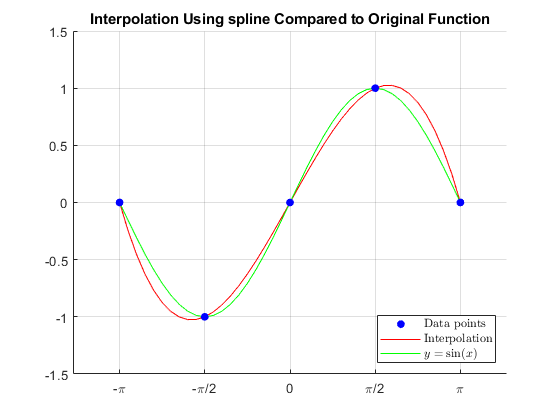 Interpolation Using spline Compared to Original Function
1.5
1
0.5
0
-0.5
-1
-1.5
-π
-π/2
0
π/2
π
Data points
Interpolation
y = sin(x)